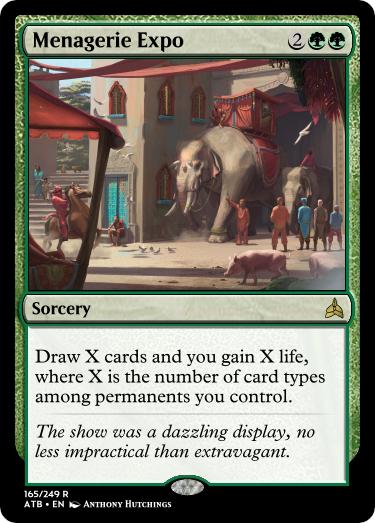 Menagerie Expo 2
Sorcery
Draw X cards and you gain X life,
where X is the number of card types
among permanents you control.
The show was a dazzling display, no
less impractical than extravagant.
165/249 R
ATB • EN Anthony Hutchings